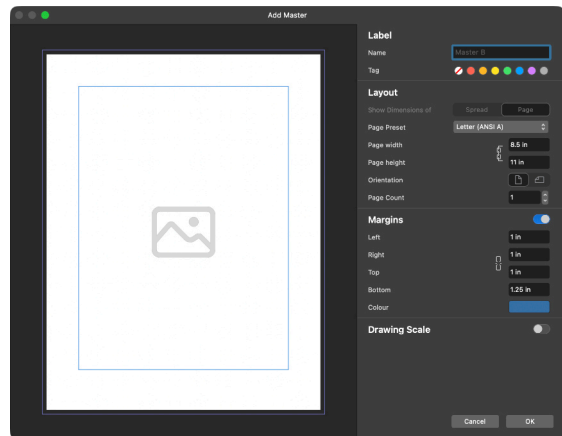 Add Master
Label
Name Master B
Tag
Layout
Show Dimensions of Spread Page
Page Preset Letter (ANSI A)
Page width 8.5 in
Page height 11 in
Orientation
Page Count 1
Margins
Left 1 in
Right 1 in
Top 1 in
Bottom 1.25 in
Colour
Drawing Scale
Cancel OK